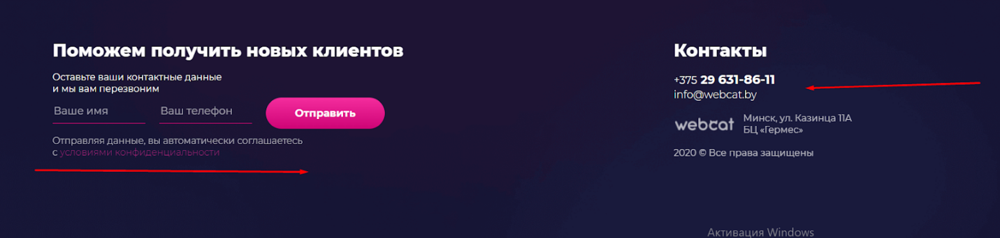 Поможем получить новых клиентов
Оставьте ваши контактные данные
и мы вам перезвоним
Ваше имя
Ваш телефон
Отправить
Отправляя данные, вы автоматически соглашаетесь
с условиями конфиденциальности
Контакты
+375 29 631-86-11
info@webcat.by
webcat
Минск, ул. Казинца 11А
БЦ «Гермес»
2020 © Все права защищены
Активация Windows